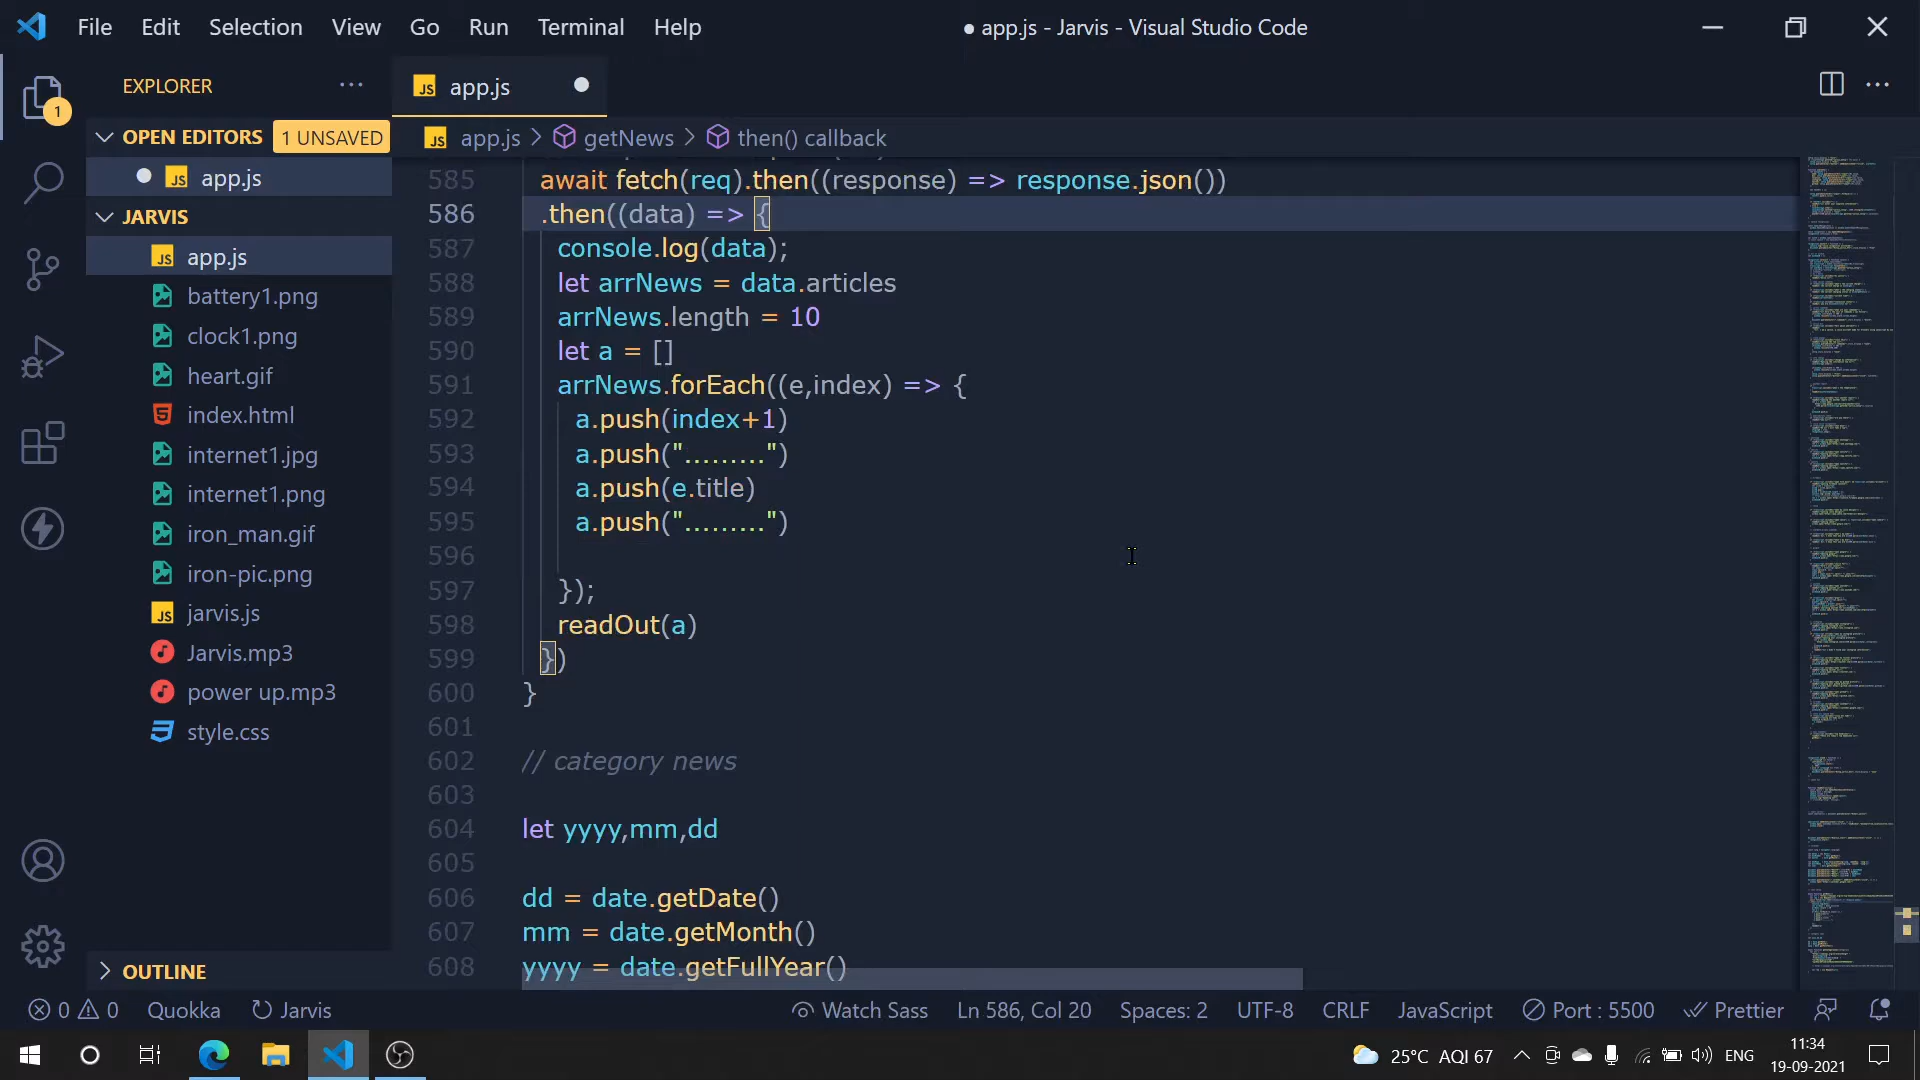 File Edit Selection View Go Run Terminal Help
● app.js - Jarvis - Visual Studio Code
EXPLORER
OPEN EDITORS 1 UNSAVED
JS app.js
JARVIS
JS app.js
battery1.png
clock1.png
heart.gif
index.html
internet1.jpg
internet1.png
iron_man.gif
iron-pic.png
JS jarvis.js
Jarvis.mp3
power up.mp3
style.css
OUTLINE
1
JS app.js
JS app.js > getNews > then() callback
585 await fetch(req).then((response) => response.json())
586 .then((data) => {
587 console.log(data);
588 let arrNews = data.articles
589 arrNews.length = 10
590 let a = []
591 arrNews.forEach((e,index) => {
592 a.push(index+1)
593 a.push(".........")
594 a.push(e.title)
595 a.push(".........")
596
597 });
598 readOut(a)
599 })
600 }
601
602 // category news
603
604 let yyyy,mm,dd
605
606 dd = date.getDate()
607 mm = date.getMonth()
608 yyyy = date.getFullYear()
0 0 Quokka Jarvis Watch Sass Ln 586, Col 20 Spaces: 2 UTF-8 CRLF JavaScript Port : 5500 Prettier
25°C AQI 67 ENG 11:34
19-09-2021